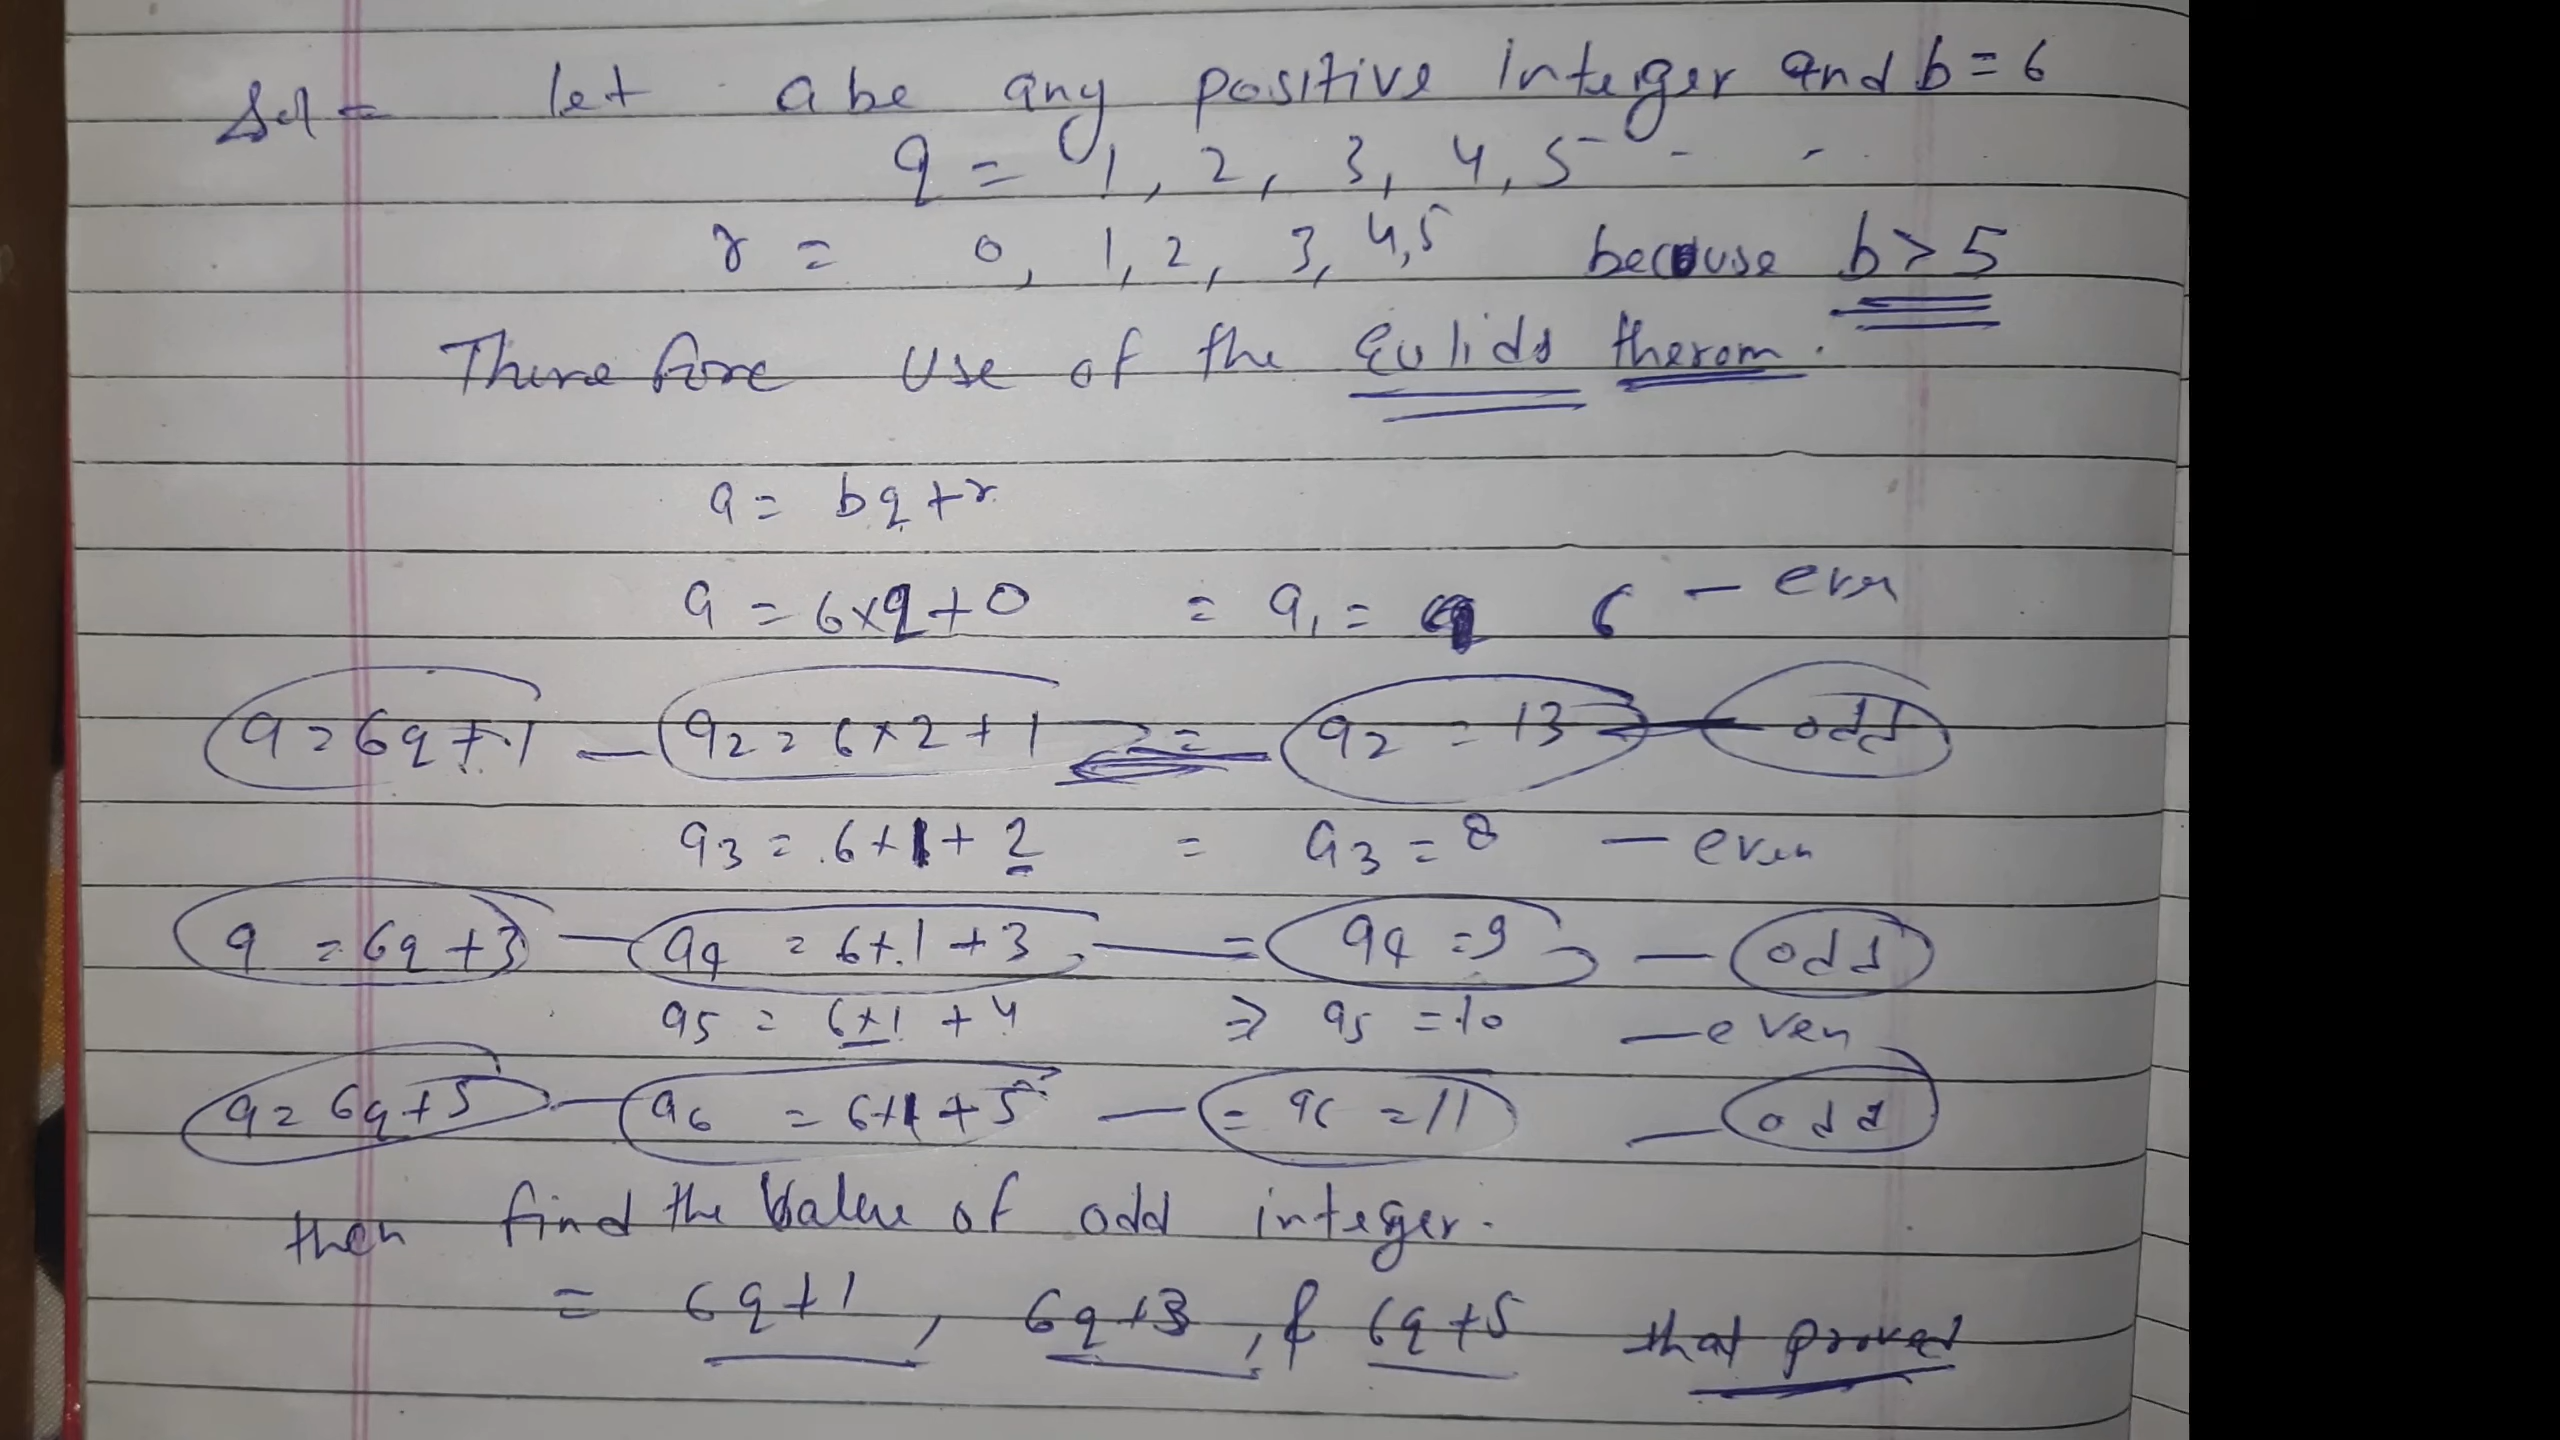 Sol = let a be any positive integer and b = 6
q = 1, 2, 3, 4, 5 - - -
r = 0, 1, 2, 3, 4, 5 because b > 5
Therefore use of the Eulids therom.
a = bq + r
a = 6×q + 0 = a1 = 6 – even
a = 6q + 1 – a2 = 6×2 + 1 = a2 = 13 – odd
a3 = 6×1 + 2 = a3 = 8 – even
a = 6q + 3 – a4 = 6×1 + 3 – = a4 = 9 – odd
a5 = 6×1 + 4 ⇒ a5 = 10 – even
a = 6q + 5 – a6 = 6×1 + 5 – = a6 = 11 – odd
then find the value of odd integer.
= 6q + 1, 6q + 3, & 6q + 5 that proved